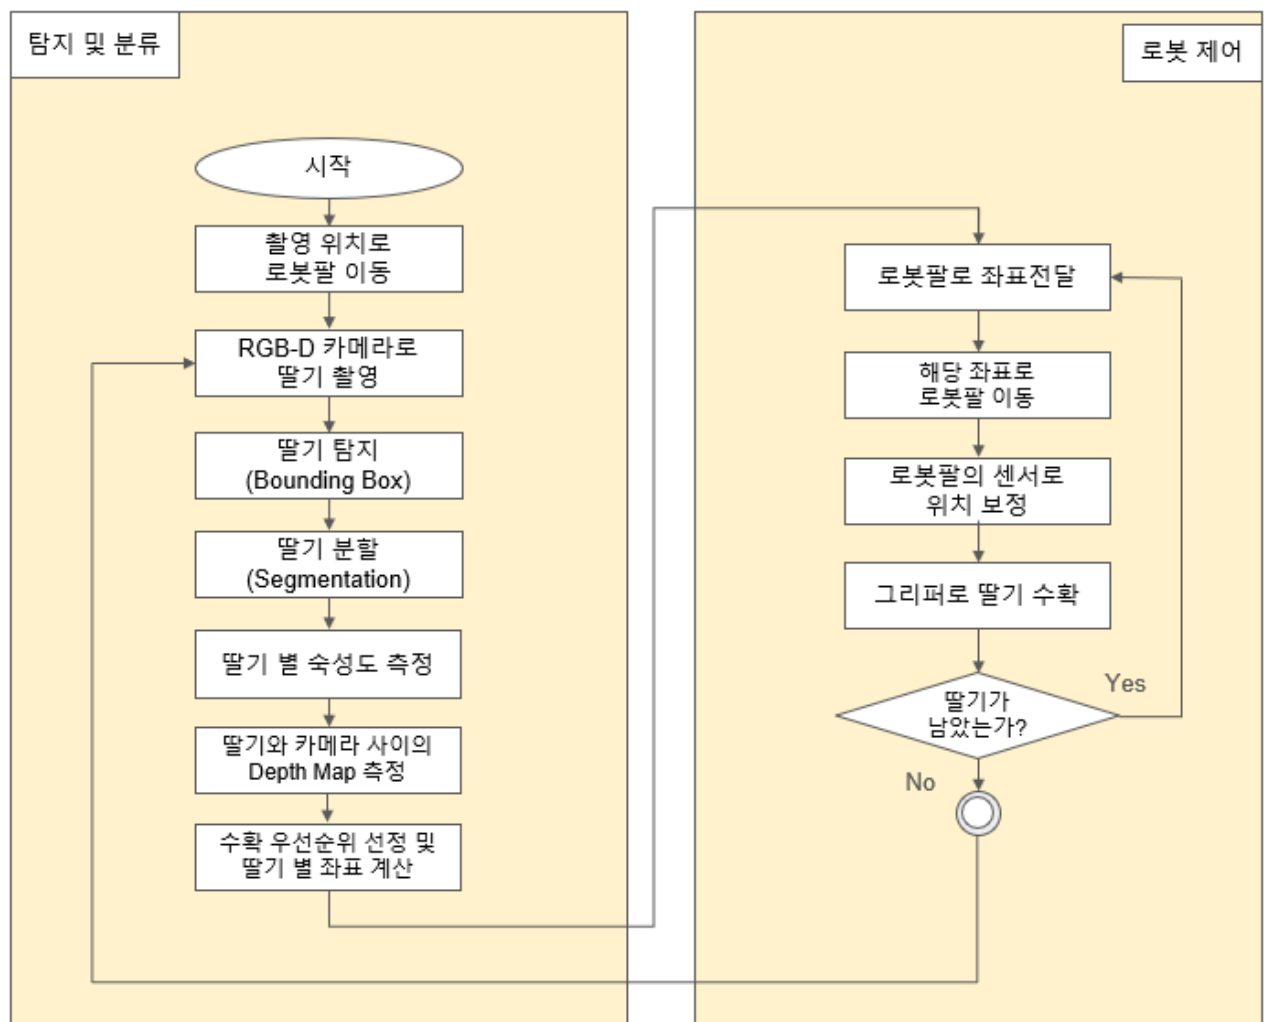 탐지 및 분류
시작
촬영 위치로
로봇팔 이동
RGB-D 카메라로
딸기 촬영
딸기 탐지
(Bounding Box)
딸기 분할
(Segmentation)
딸기 별 숙성도 측정
딸기와 카메라 사이의
Depth Map 측정
수확 우선순위 선정 및
딸기 별 좌표 계산
로봇 제어
로봇팔로 좌표전달
해당 좌표로
로봇팔 이동
로봇팔의 센서로
위치 보정
그리퍼로 딸기 수확
딸기가
남았는가?
Yes
No